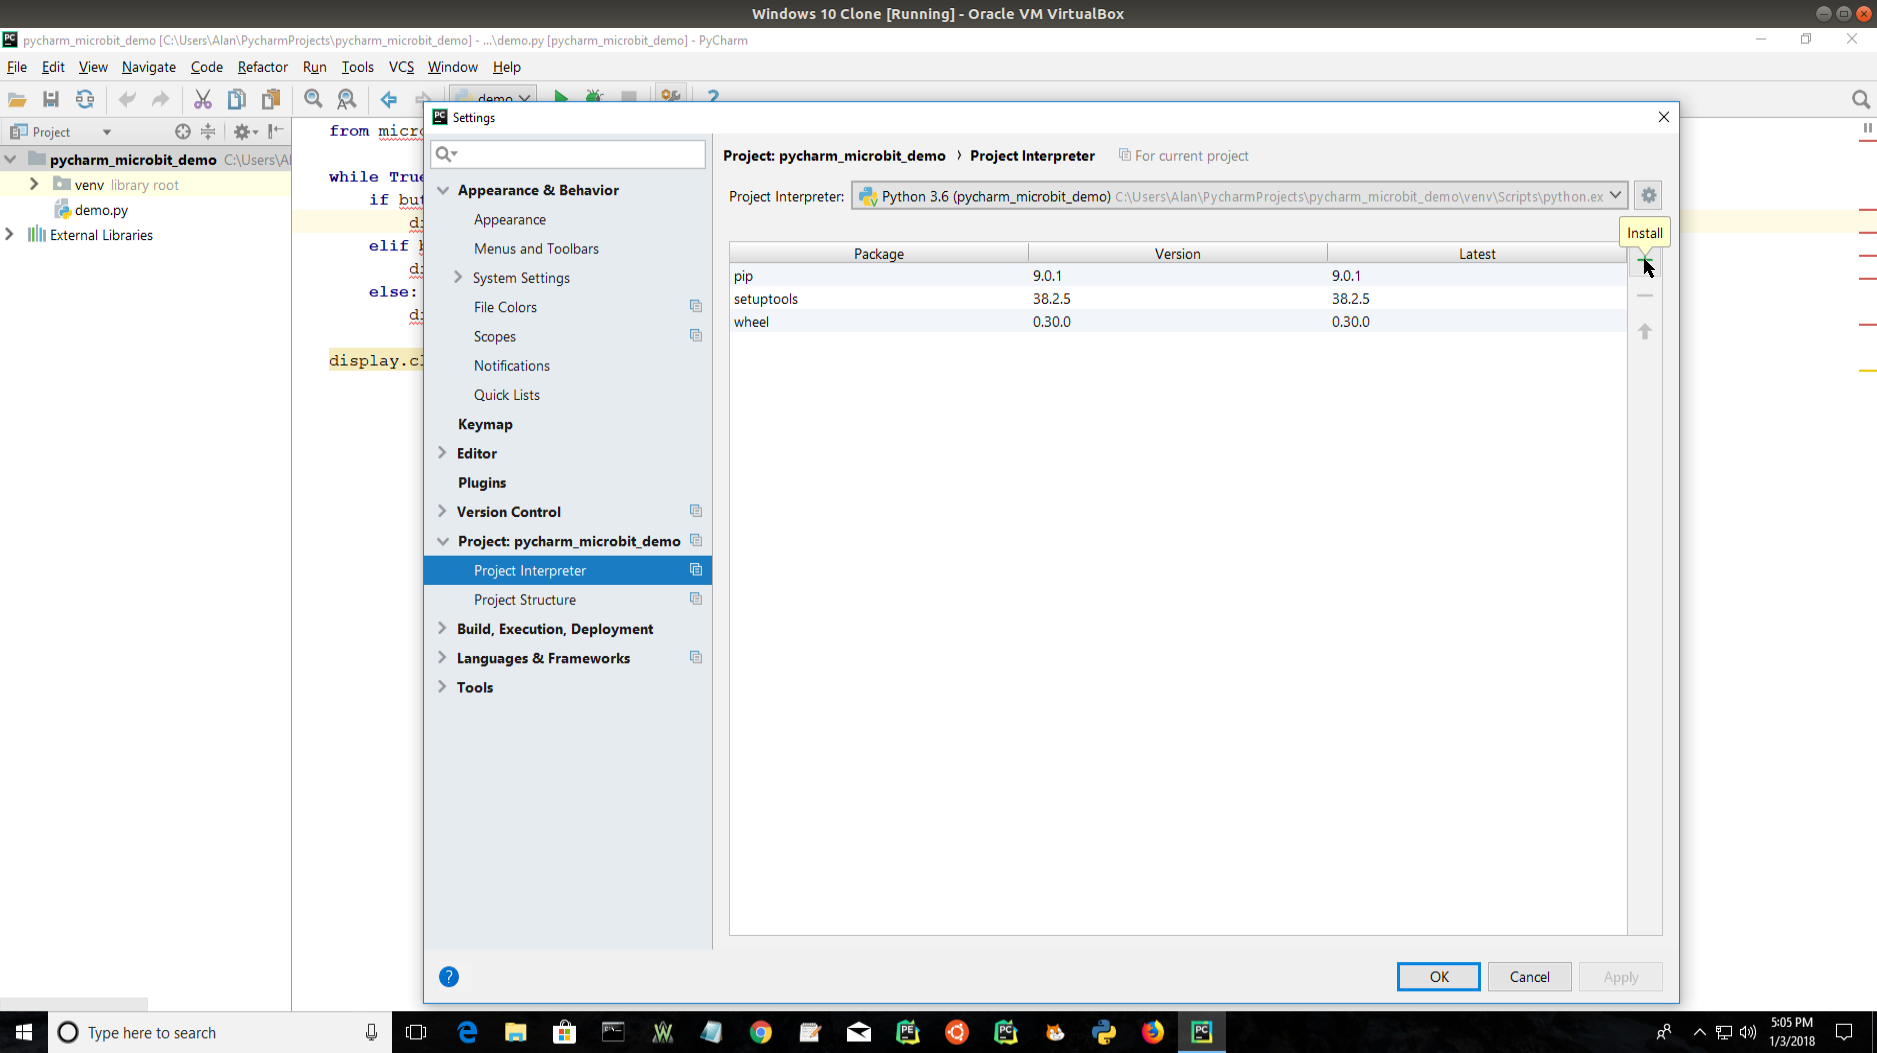 Windows 10 Clone [Running] - Oracle VM VirtualBox
pycharm_microbit_demo [C:\Users\Alan\PycharmProjects\pycharm_microbit_demo] - ...\demo.py [pycharm_microbit_demo] - PyCharm
File Edit View Navigate Code Refactor Run Tools VCS Window Help
demo
Project
pycharm_microbit_demo C:\Users\Al
venv library root
demo.py
External Libraries
from micro
while True
if but
di
elif b
di
else:
di
display.cl
Settings
Appearance & Behavior
Appearance
Menus and Toolbars
System Settings
File Colors
Scopes
Notifications
Quick Lists
Keymap
Editor
Plugins
Version Control
Project: pycharm_microbit_demo
Project Interpreter
Project Structure
Build, Execution, Deployment
Languages & Frameworks
Tools
Project: pycharm_microbit_demo › Project Interpreter For current project
Project Interpreter: Python 3.6 (pycharm_microbit_demo) C:\Users\Alan\PycharmProjects\pycharm_microbit_demo\venv\Scripts\python.ex
Install
Package Version Latest
pip 9.0.1 9.0.1
setuptools 38.2.5 38.2.5
wheel 0.30.0 0.30.0
? OK Cancel Apply
Type here to search
5:05 PM
1/3/2018